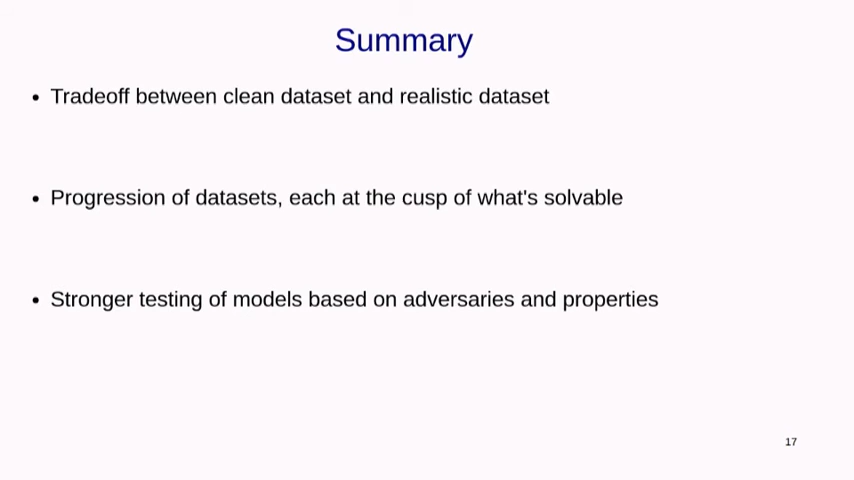 Summary
• Tradeoff between clean dataset and realistic dataset
• Progression of datasets, each at the cusp of what's solvable
• Stronger testing of models based on adversaries and properties
17